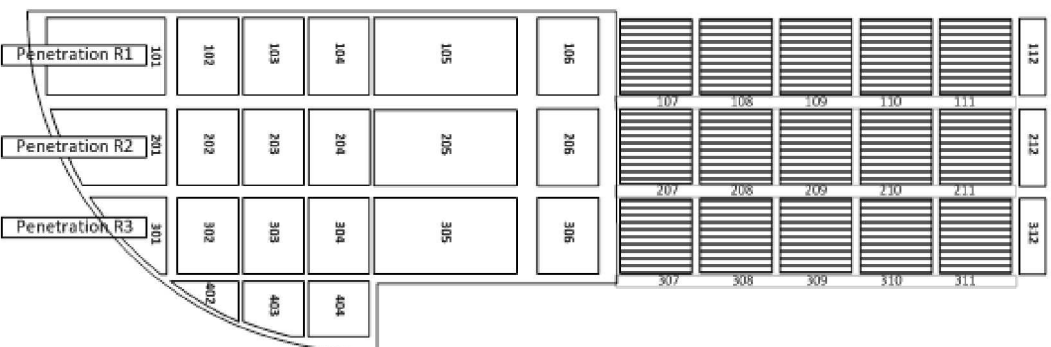 Penetration R1 101 102 103 104 105 106 112
107 108 109 110 111
Penetration R2 201 202 203 204 205 206 212
207 208 209 210 211
Penetration R3 301 302 303 304 305 306 312
307 308 309 310 311
402 403 404